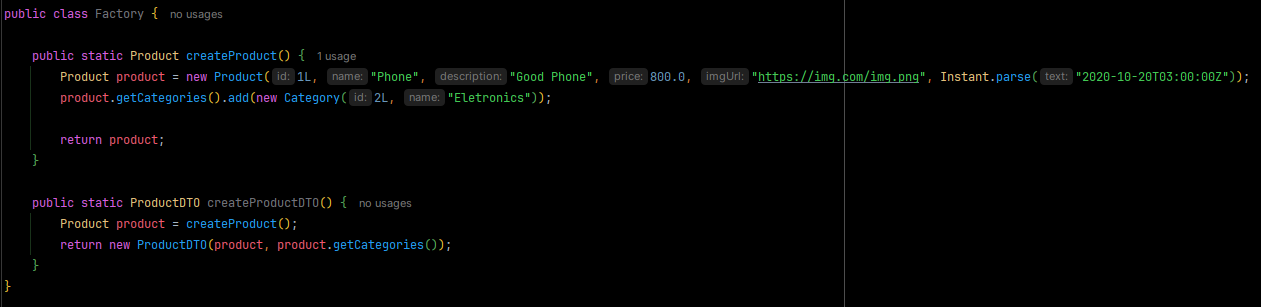 public class Factory { no usages
public static Product createProduct() { 1 usage
Product product = new Product( id: 1L, name: "Phone", description: "Good Phone", price: 800.0, imgUrl: "https://img.com/img.png", Instant.parse( text: "2020-10-20T03:00:00Z"));
product.getCategories().add(new Category( id: 2L, name: "Eletronics"));
return product;
}
public static ProductDTO createProductDTO() { no usages
Product product = createProduct();
return new ProductDTO(product, product.getCategories());
}
}